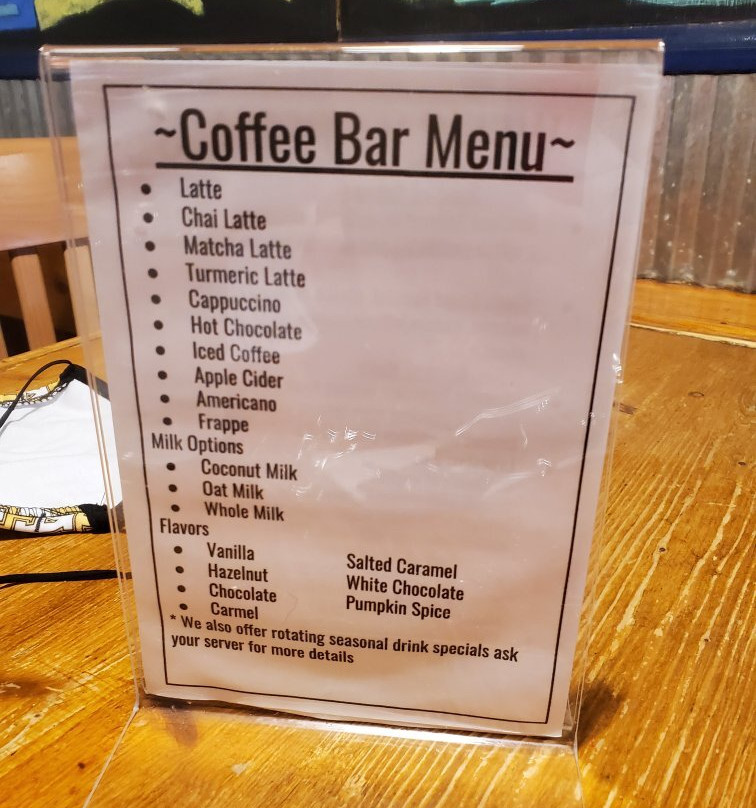 ~Coffee Bar Menu~
• Latte
• Chai Latte
• Matcha Latte
• Turmeric Latte
• Cappuccino
• Hot Chocolate
• Iced Coffee
• Apple Cider
• Americano
• Frappe
Milk Options
• Coconut Milk
• Oat Milk
• Whole Milk
Flavors
• Vanilla
• Hazelnut
• Chocolate
• Carmel
Salted Caramel
White Chocolate
Pumpkin Spice
* We also offer rotating seasonal drink specials ask
your server for more details